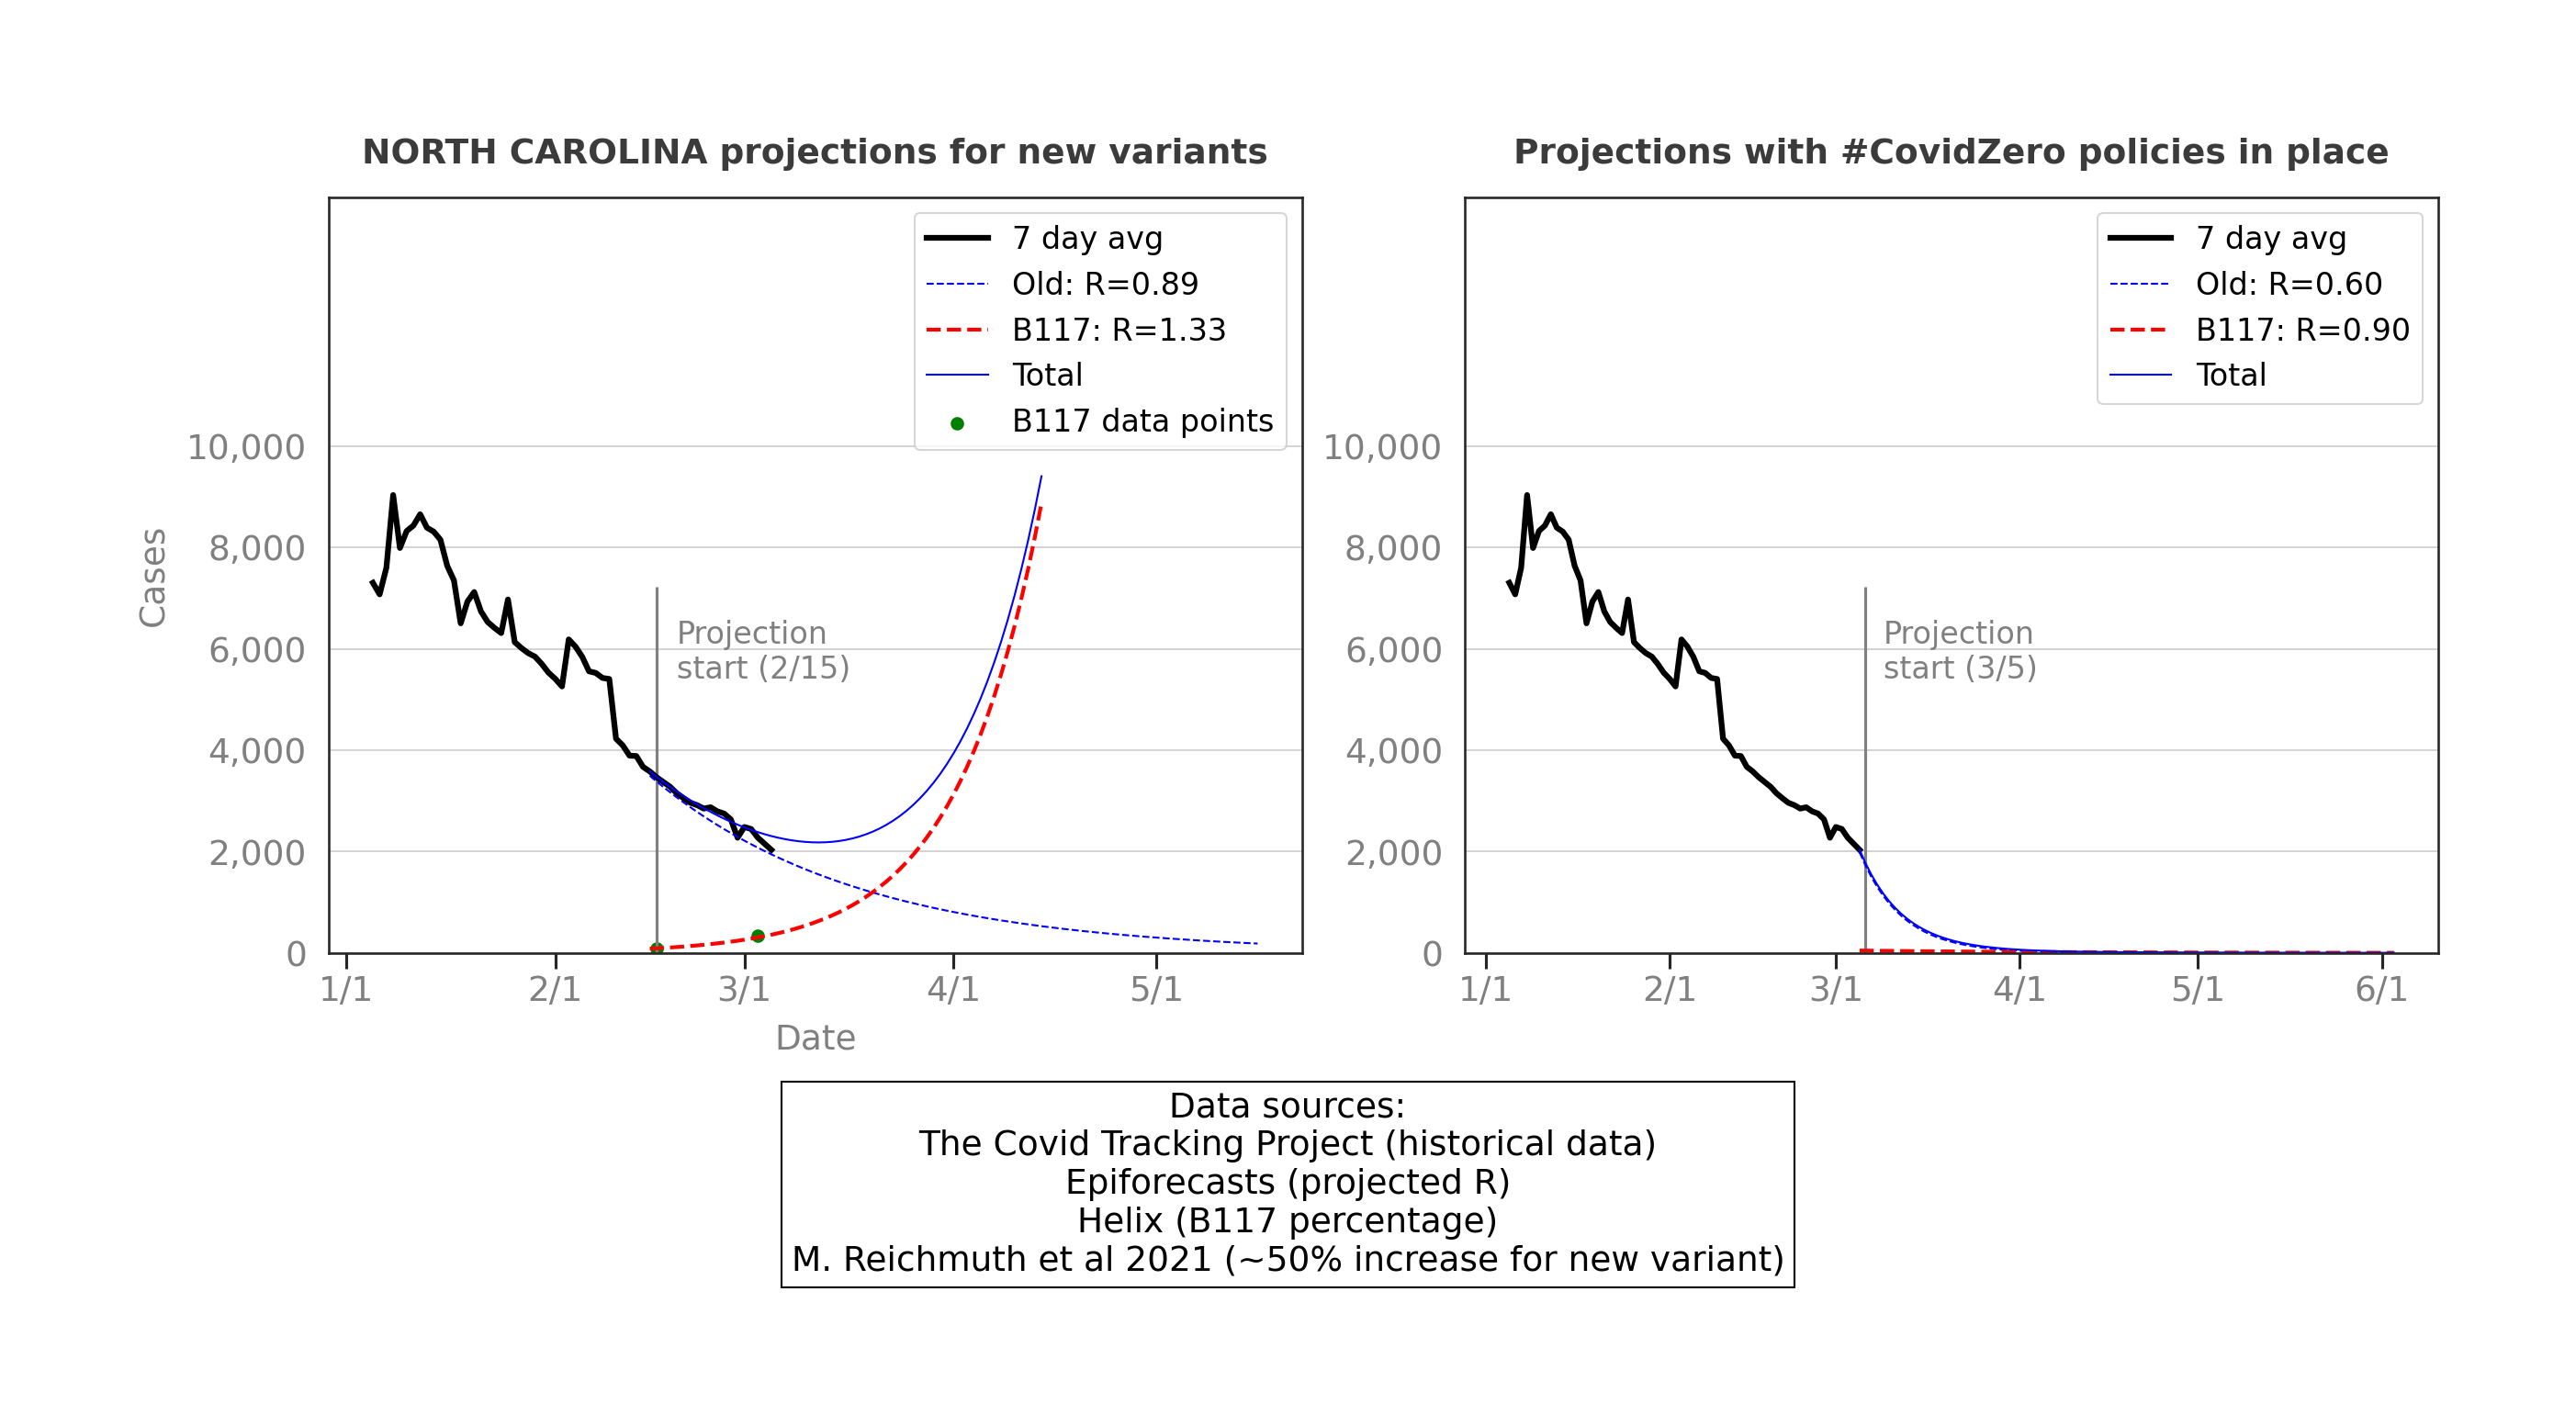 NORTH CAROLINA projections for new variants
7 day avg
Old: R=0.89
B117: R=1.33
Total
B117 data points
Projection
start (2/15)
Cases
10,000
8,000
6,000
4,000
2,000
0
1/1
2/1
3/1
4/1
5/1
Date
Projections with #CovidZero policies in place
7 day avg
Old: R=0.60
B117: R=0.90
Total
Projection
start (3/5)
10,000
8,000
6,000
4,000
2,000
0
1/1
2/1
3/1
4/1
5/1
6/1
Data sources:
The Covid Tracking Project (historical data)
Epiforecasts (projected R)
Helix (B117 percentage)
M. Reichmuth et al 2021 (~50% increase for new variant)